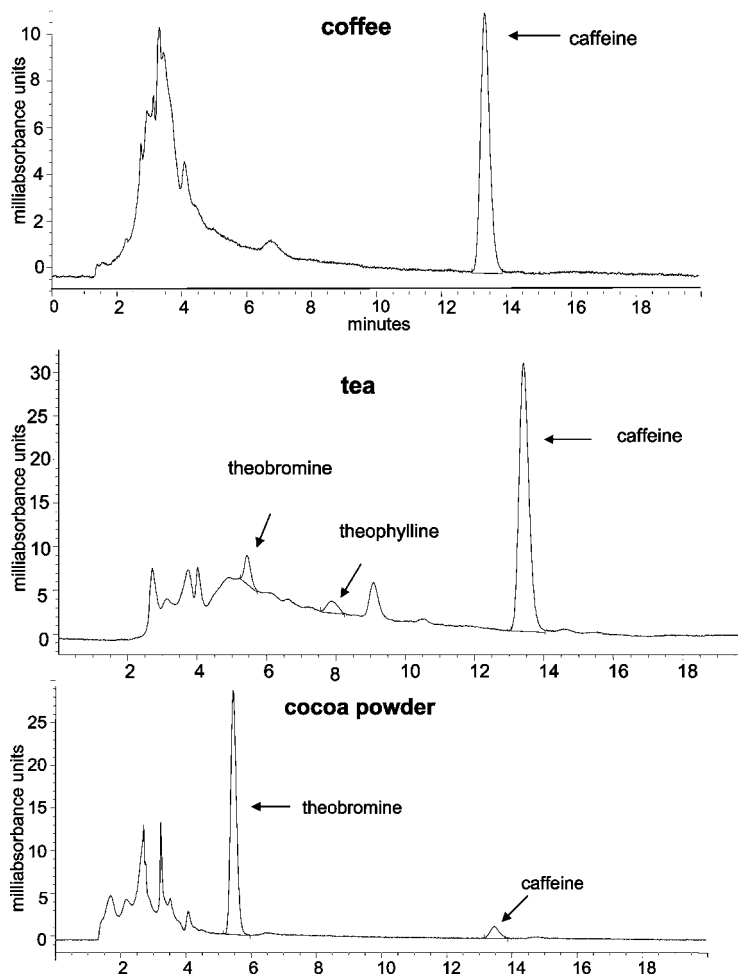 coffee
caffeine
milliabsorbance units
10
8
6
4
2
0
0 2 4 6 8 10 12 14 16 18
minutes
tea
caffeine
theobromine
theophylline
milliabsorbance units
30
25
20
15
10
5
0
2 4 6 8 10 12 14 16 18
cocoa powder
theobromine
caffeine
milliabsorbance units
25
20
15
10
5
0
2 4 6 8 10 12 14 16 18